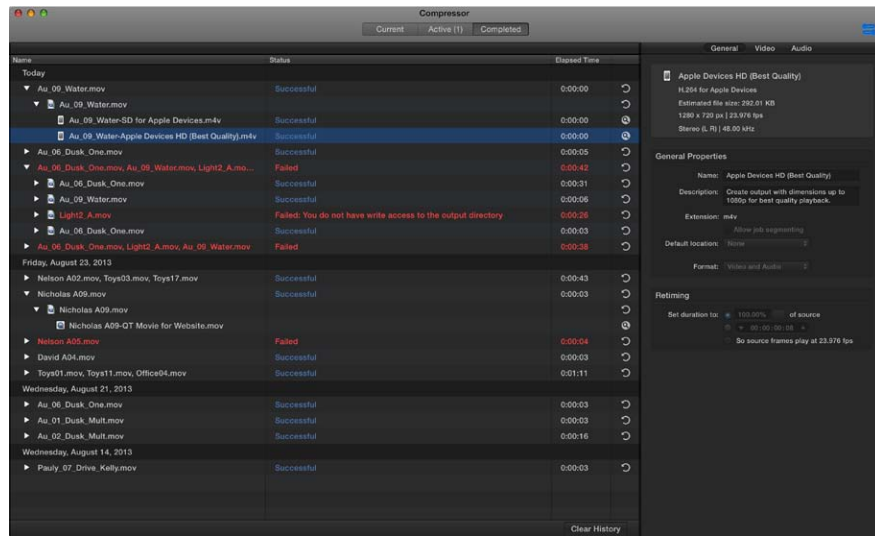 Compressor
Current Active (1) Completed
General Video Audio
Name Status Elapsed Time
Today
Au_09_Water.mov Successful 0:00:00
Au_09_Water.mov
Au_09_Water-SD for Apple Devices.m4v Successful 0:00:00
Au_09_Water-Apple Devices HD (Best Quality).m4v Successful 0:00:00
Au_06_Dusk_One.mov Successful 0:00:05
Au_06_Dusk_One.mov, Au_09_Water.mov, Light2_A.mo... Failed 0:00:42
Au_06_Dusk_One.mov Successful 0:00:31
Au_09_Water.mov Successful 0:00:06
Light2_A.mov Failed: You do not have write access to the output directory 0:00:26
Au_06_Dusk_One.mov Successful 0:00:03
Au_06_Dusk_One.mov, Light2_A.mov, Au_09_Water.mov Failed 0:00:38
Friday, August 23, 2013
Nelson A02.mov, Toys03.mov, Toys17.mov Successful 0:00:43
Nicholas A09.mov Successful 0:00:03
Nicholas A09.mov
Nicholas A09-QT Movie for Website.mov
Nelson A05.mov Failed 0:00:04
David A04.mov Successful 0:00:03
Toys01.mov, Toys11.mov, Office04.mov Successful 0:01:11
Wednesday, August 21, 2013
Au_06_Dusk_One.mov Successful 0:00:03
Au_01_Dusk_Mult.mov Successful 0:00:03
Au_02_Dusk_Mult.mov Successful 0:00:16
Wednesday, August 14, 2013
Pauly_07_Drive_Kelly.mov Successful 0:00:03
Clear History
Apple Devices HD (Best Quality)
H.264 for Apple Devices
Estimated file size: 292.01 KB
1280 x 720 px | 23.976 fps
Stereo (L R) | 48.00 kHz
General Properties
Name: Apple Devices HD (Best Quality)
Description: Create output with dimensions up to
1080p for best quality playback.
Extension: m4v
Allow job segmenting
Default location: None
Format: Video and Audio
Retiming
Set duration to: 100.00% of source
00:00:00:08
So source frames play at 23.976 fps